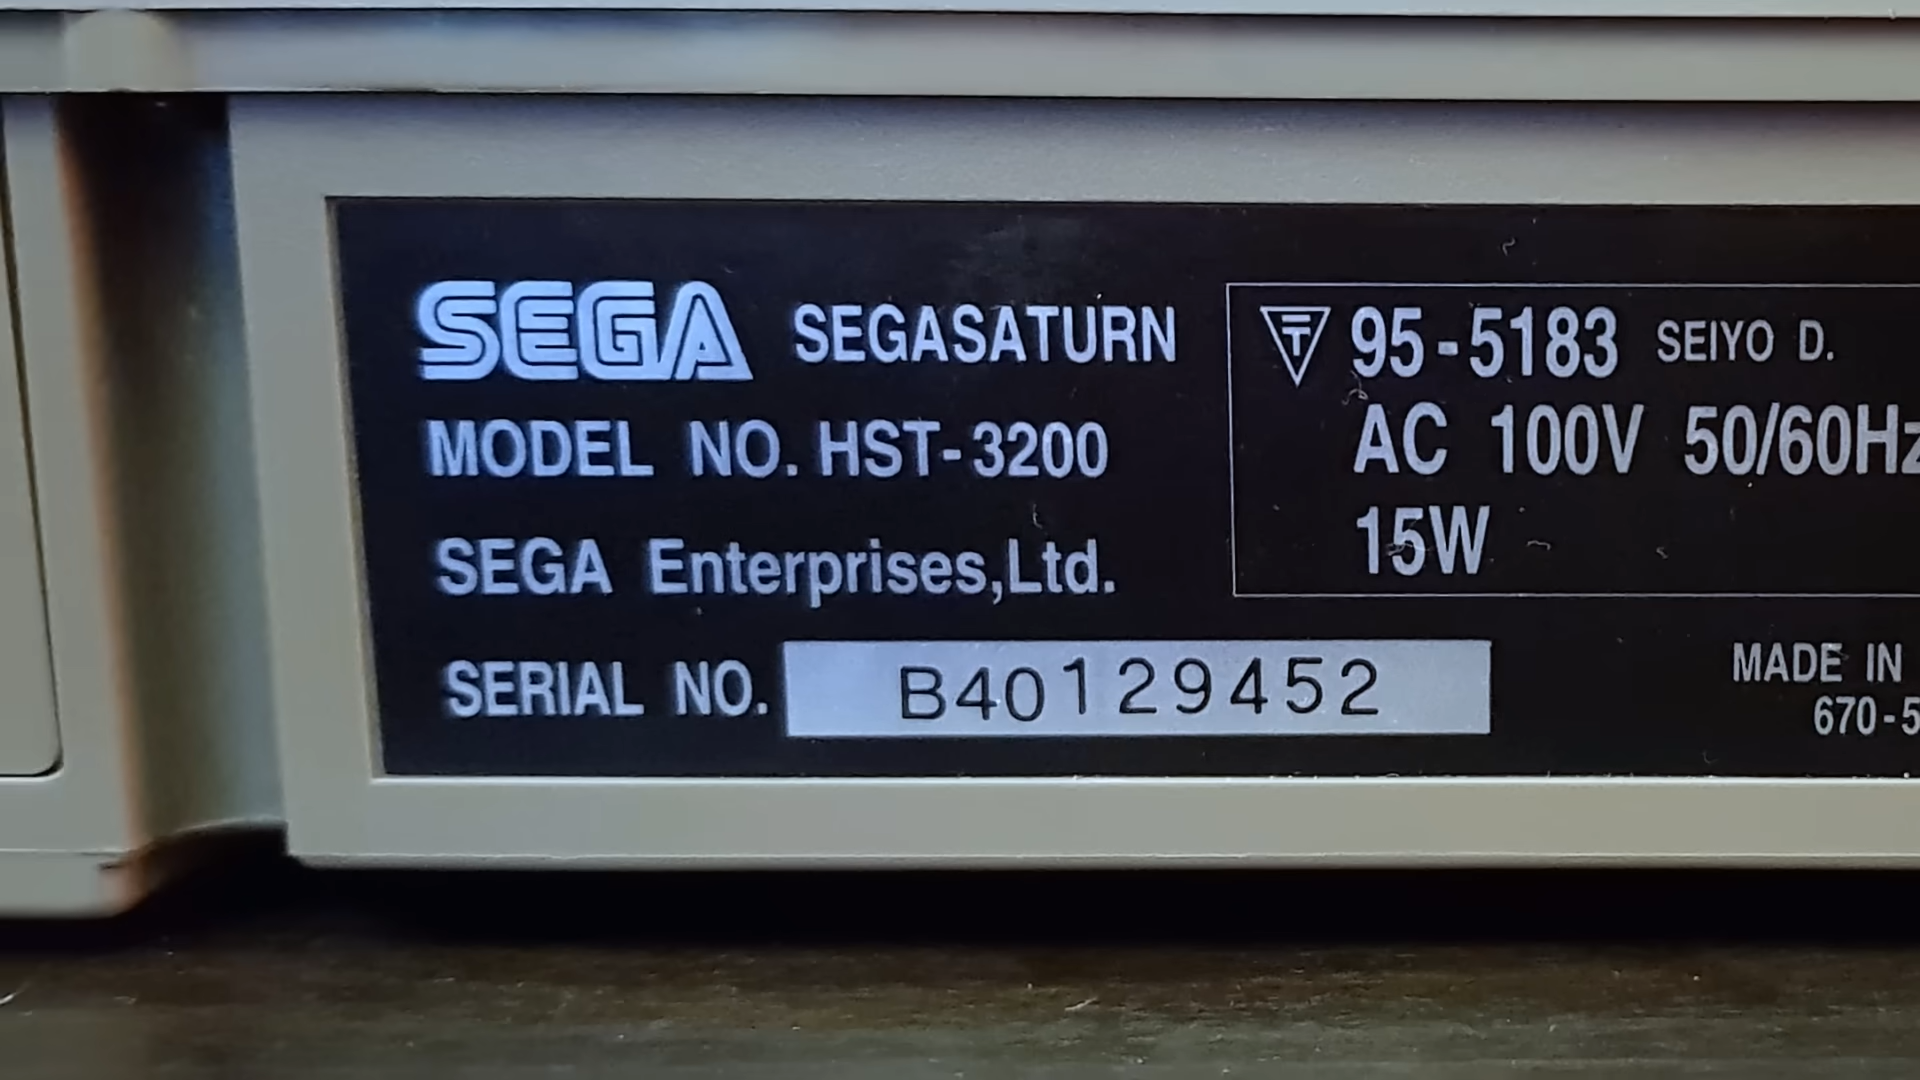 SEGA SEGASATURN
MODEL NO. HST-3200
SEGA Enterprises,Ltd.
SERIAL NO. B40129452
T 95-5183 SEIYO D.
AC 100V 50/60Hz
15W
MADE IN
670-5